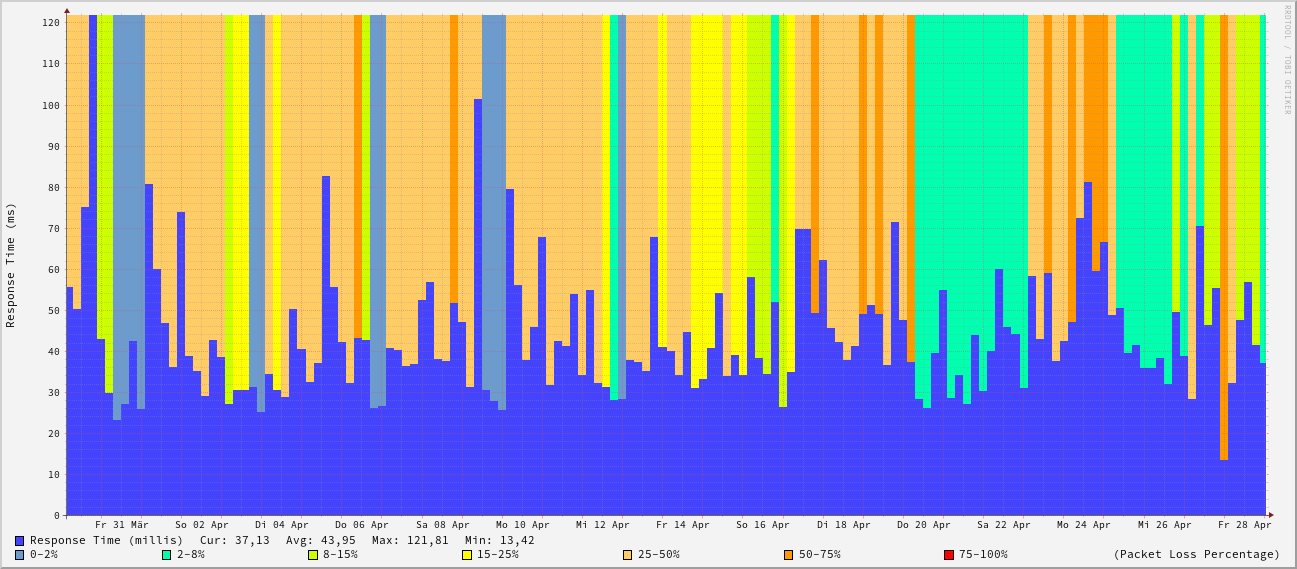 RRDTOOL / TOBI OETIKER
Response Time (ms)
120
110
100
90
80
70
60
50
40
30
20
10
0
Fr 31 Mär So 02 Apr Di 04 Apr Do 06 Apr Sa 08 Apr Mo 10 Apr Mi 12 Apr Fr 14 Apr So 16 Apr Di 18 Apr Do 20 Apr Sa 22 Apr Mo 24 Apr Mi 26 Apr Fr 28 Apr
Response Time (millis) Cur: 37,13 Avg: 43,95 Max: 121,81 Min: 13,42
0-2% 2-8% 8-15% 15-25% 25-50% 50-75% 75-100% (Packet Loss Percentage)